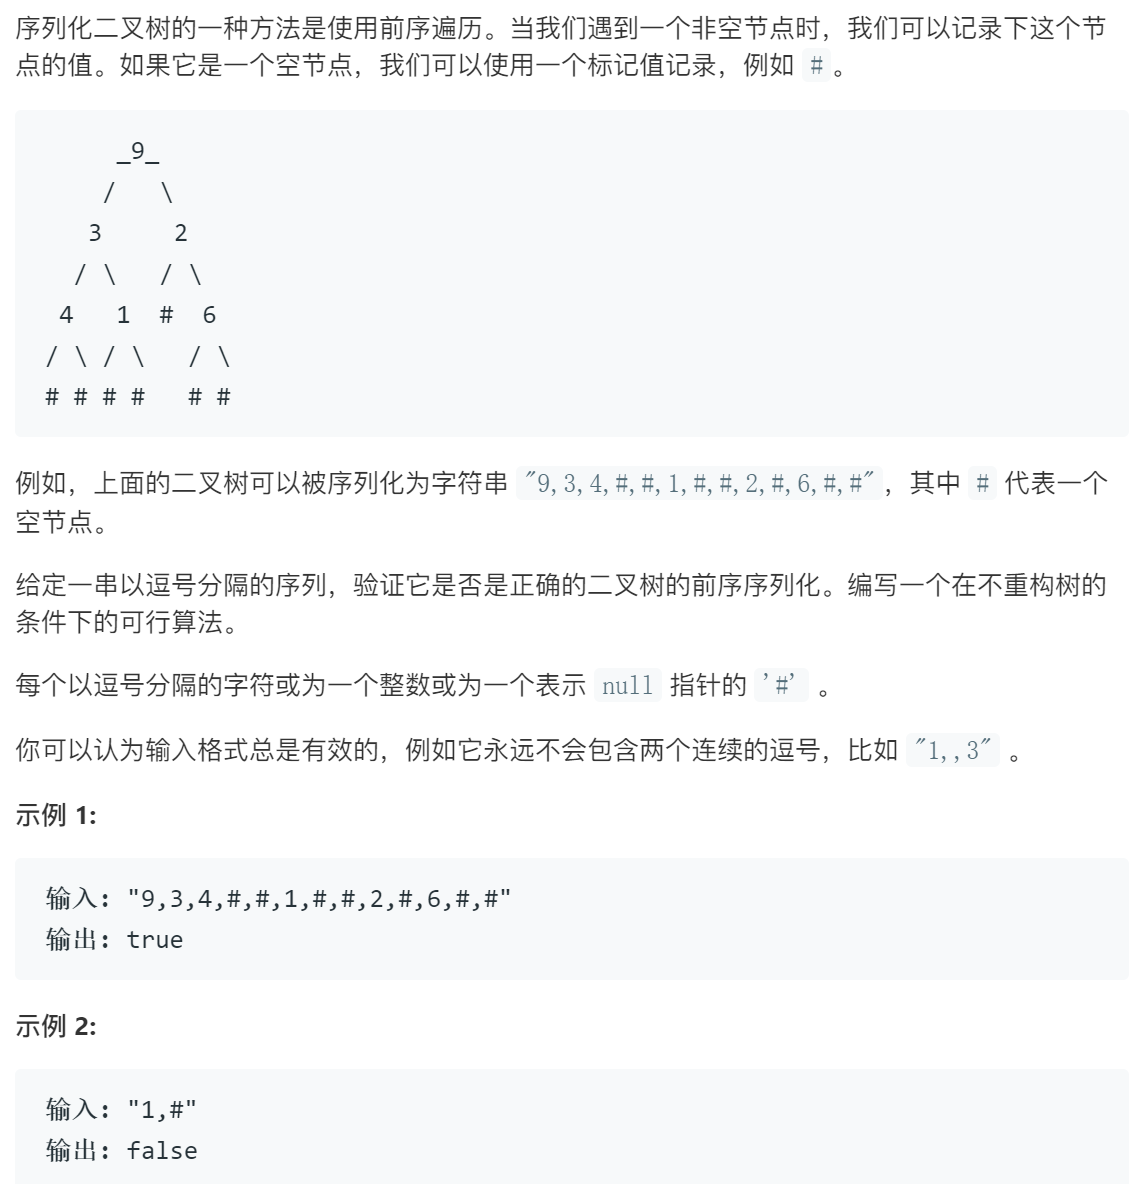 序列化二叉树的一种方法是使用前序遍历。当我们遇到一个非空节点时，我们可以记录下这个节
点的值。如果它是一个空节点，我们可以使用一个标记值记录，例如 #。
     _9_
    /   \
   3     2
  / \   / \
 4   1  #  6
/ \ / \   / \
# # # #   # #
例如，上面的二叉树可以被序列化为字符串 "9,3,4,#,#,1,#,#,2,#,6,#,#"，其中 # 代表一个
空节点。
给定一串以逗号分隔的序列，验证它是否是正确的二叉树的前序序列化。编写一个在不重构树的
条件下的可行算法。
每个以逗号分隔的字符或为一个整数或为一个表示 null 指针的 '#' 。
你可以认为输入格式总是有效的，例如它永远不会包含两个连续的逗号，比如 "1,,3" 。
示例 1:
输入: "9,3,4,#,#,1,#,#,2,#,6,#,#"
输出: true
示例 2:
输入: "1,#"
输出: false